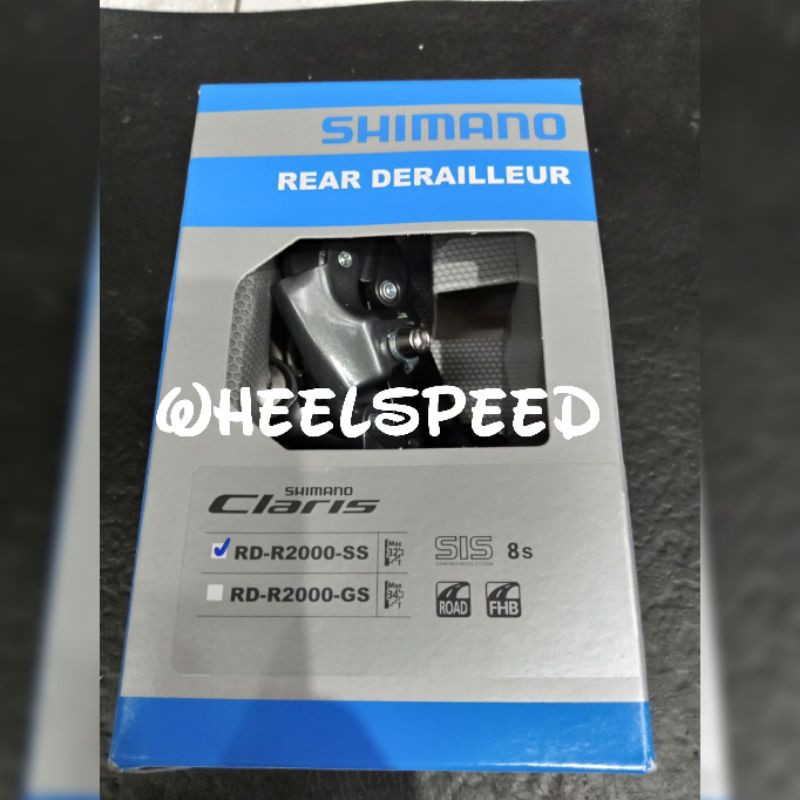 SHIMANO
REAR DERAILLEUR
WHEELSPEED
SHIMANO
Claris
RD-R2000-SS Max 32T SIS 8s
RD-R2000-GS Max 34T ROAD FHB